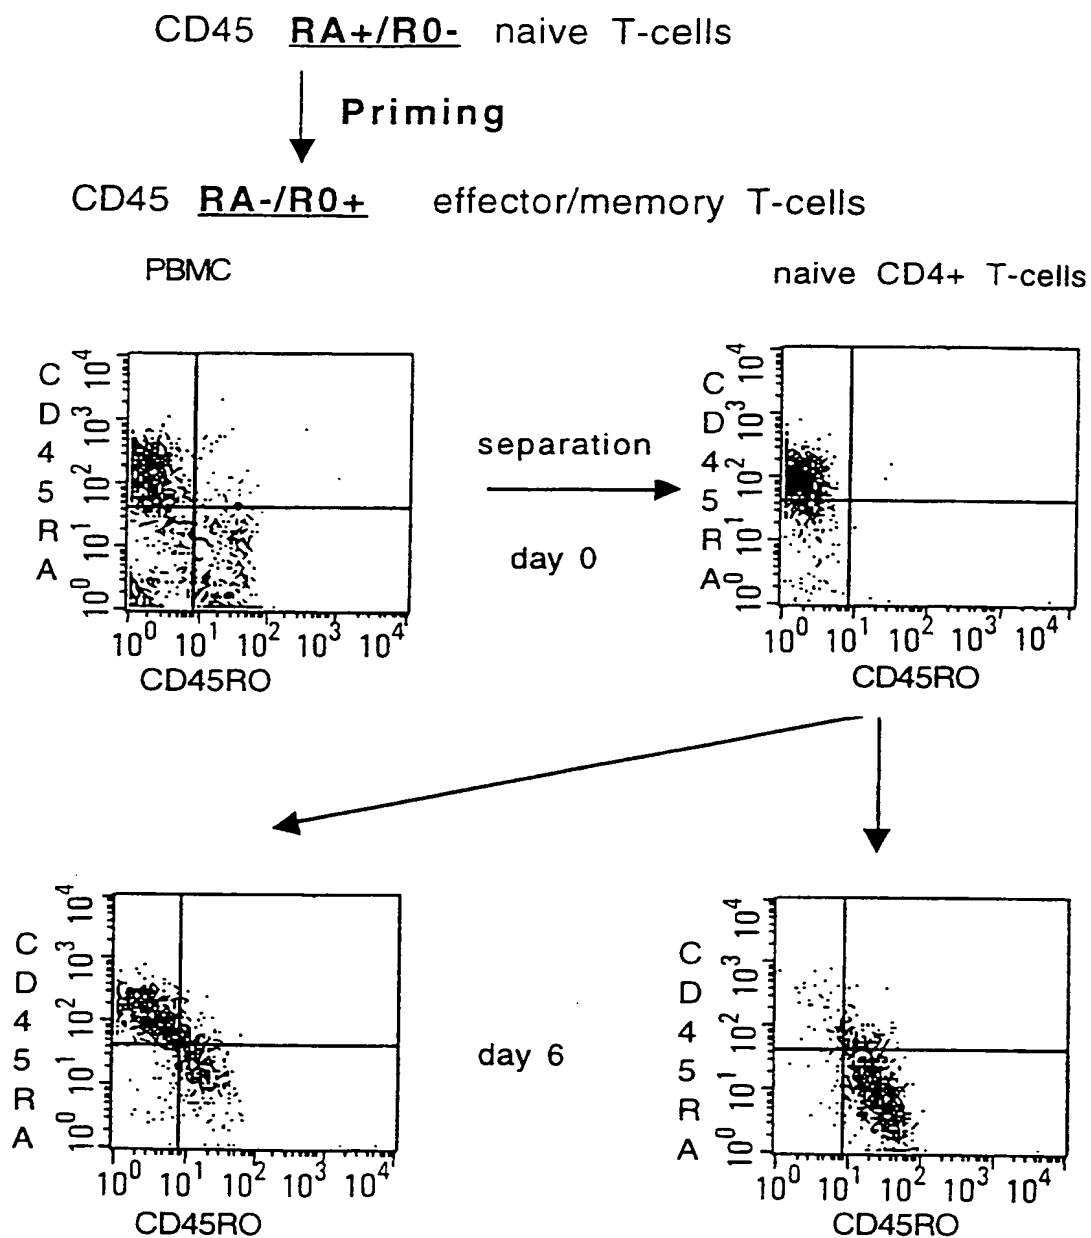 CD45 RA+/R0- naive T-cells
Priming
CD45 RA-/R0+ effector/memory T-cells
PBMC
naive CD4+ T-cells
CD45RA
10^4
10^3
10^2
10^1
10^0
10^0 10^1 10^2 10^3 10^4
CD45RO
separation
day 0
CD45RA
10^4
10^3
10^2
10^1
10^0
10^0 10^1 10^2 10^3 10^4
CD45RO
CD45RA
10^4
10^3
10^2
10^1
10^0
10^0 10^1 10^2 10^3 10^4
CD45RO
day 6
CD45RA
10^4
10^3
10^2
10^1
10^0
10^0 10^1 10^2 10^3 10^4
CD45RO